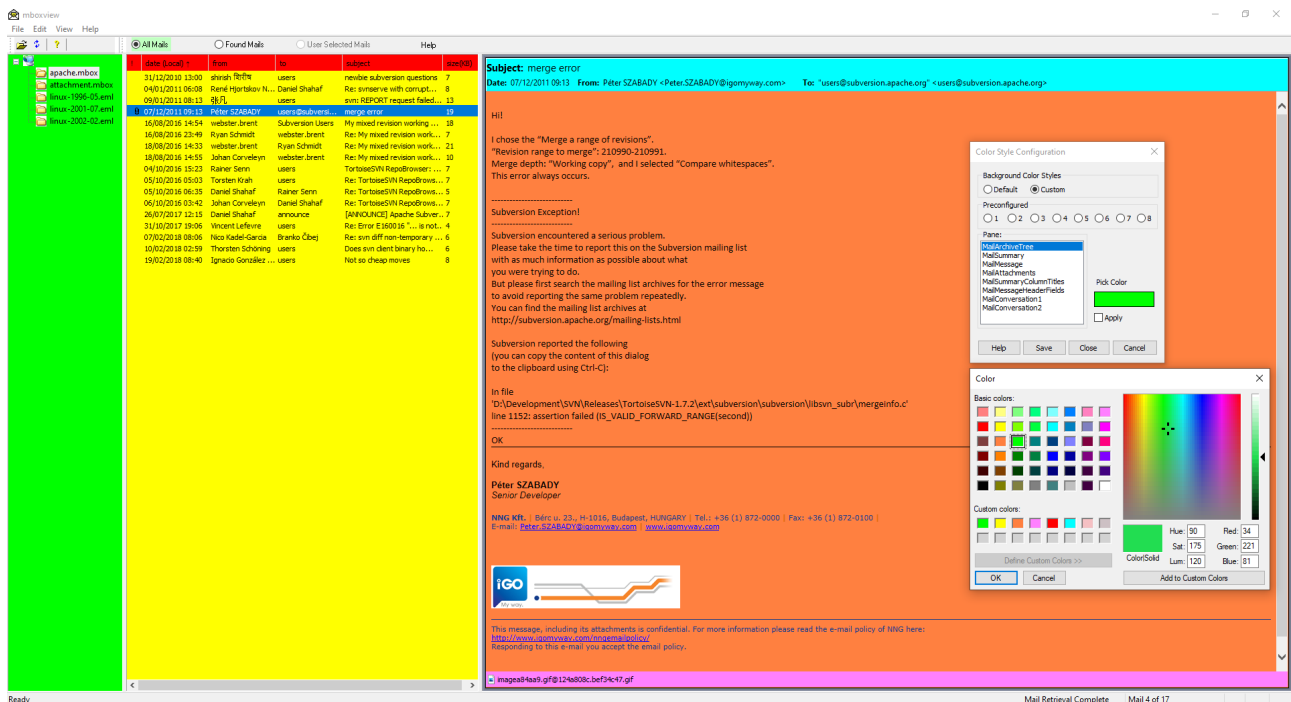 mboxview
File Edit View Help
All Mails Found Mails User Selected Mails Help
apache.mbox
attachment.mbox
linux-1996-05.eml
linux-2001-07.eml
linux-2002-02.eml
! date (Local) from to subject size(KB)
31/12/2010 13:00 shirish शिरीष users newbie subversion questions 7
04/01/2011 06:08 René Hjortskov N... Daniel Shahaf Re: svnserve with corrupt... 8
09/01/2011 08:13 张凡 users svn: REPORT request failed... 13
07/12/2011 09:13 Péter SZABADY users@subversi... merge error 19
16/08/2016 14:54 webster.brent Subversion Users My mixed revision working ... 18
16/08/2016 23:49 Ryan Schmidt webster.brent Re: My mixed revision work... 7
18/08/2016 14:33 webster.brent Ryan Schmidt Re: My mixed revision work... 21
18/08/2016 14:55 Johan Corveleyn webster.brent Re: My mixed revision work... 10
04/10/2016 15:23 Rainer Senn users TortoiseSVN RepoBrowser: ... 7
05/10/2016 05:03 Torsten Krah users Re: TortoiseSVN RepoBrows... 7
05/10/2016 06:35 Daniel Shahaf Rainer Senn Re: TortoiseSVN RepoBrows... 5
06/10/2016 03:42 Johan Corveleyn Daniel Shahaf Re: TortoiseSVN RepoBrows... 7
26/07/2017 12:15 Daniel Shahaf announce [ANNOUNCE] Apache Subver... 7
31/10/2017 19:06 Vincent Lefevre users Re: Error E160016 "... is not... 4
07/02/2018 08:06 Nico Kadel-Garcia Branko Čibej Re: svn diff non-temporary ... 6
10/02/2018 02:59 Thorsten Schöning users Does svn client binary ho... 6
19/02/2018 08:40 Ignacio González ... users Not so cheap moves 8
Subject: merge error
Date: 07/12/2011 09:13 From: Péter SZABADY <Peter.SZABADY@igomyway.com> To: "users@subversion.apache.org" <users@subversion.apache.org>
Hi!
I chose the “Merge a range of revisions”.
“Revision range to merge”: 210990-210991.
Merge depth: “Working copy”, and I selected “Compare whitespaces”.
This error always occurs.
---------------------------
Subversion Exception!
---------------------------
Subversion encountered a serious problem.
Please take the time to report this on the Subversion mailing list
with as much information as possible about what
you were trying to do.
But please first search the mailing list archives for the error message
to avoid reporting the same problem repeatedly.
You can find the mailing list archives at
http://subversion.apache.org/mailing-lists.html
Subversion reported the following
(you can copy the content of this dialog
to the clipboard using Ctrl-C):
In file
'D:\Development\SVN\Releases\TortoiseSVN-1.7.2\ext\subversion\subversion\libsvn_subr\mergeinfo.c'
line 1152: assertion failed (IS_VALID_FORWARD_RANGE(second))
---------------------------
OK
Kind regards,
Péter SZABADY
Senior Developer
NNG Kft. | Bérc u. 23., H-1016, Budapest, HUNGARY | Tel.: +36 (1) 872-0000 | Fax: +36 (1) 872-0100 |
E-mail: Peter.SZABADY@igomyway.com | www.igomyway.com
iGO
My way.
This message, including its attachments is confidential. For more information please read the e-mail policy of NNG here:
http://www.igomyway.com/nngemailpolicy/
Responding to this e-mail you accept the email policy.
imagea84aa9.gif@124a808c.bef34c47.gif
Color Style Configuration
Background Color Styles
Default Custom
Preconfigured
1 2 3 4 5 6 7 8
Pane:
MailArchiveTree
MailSummary
MailMessage
MailAttachments
MailSummaryColumnTitles
MailMessageHeaderFields
MailConversation1
MailConversation2
Pick Color
Apply
Help Save Close Cancel
Color
Basic colors:
Custom colors:
Define Custom Colors >>
OK Cancel
Color|Solid
Hue: 90 Red: 34
Sat: 175 Green: 221
Lum: 120 Blue: 81
Add to Custom Colors
Ready Mail Retrieval Complete Mail 4 of 17